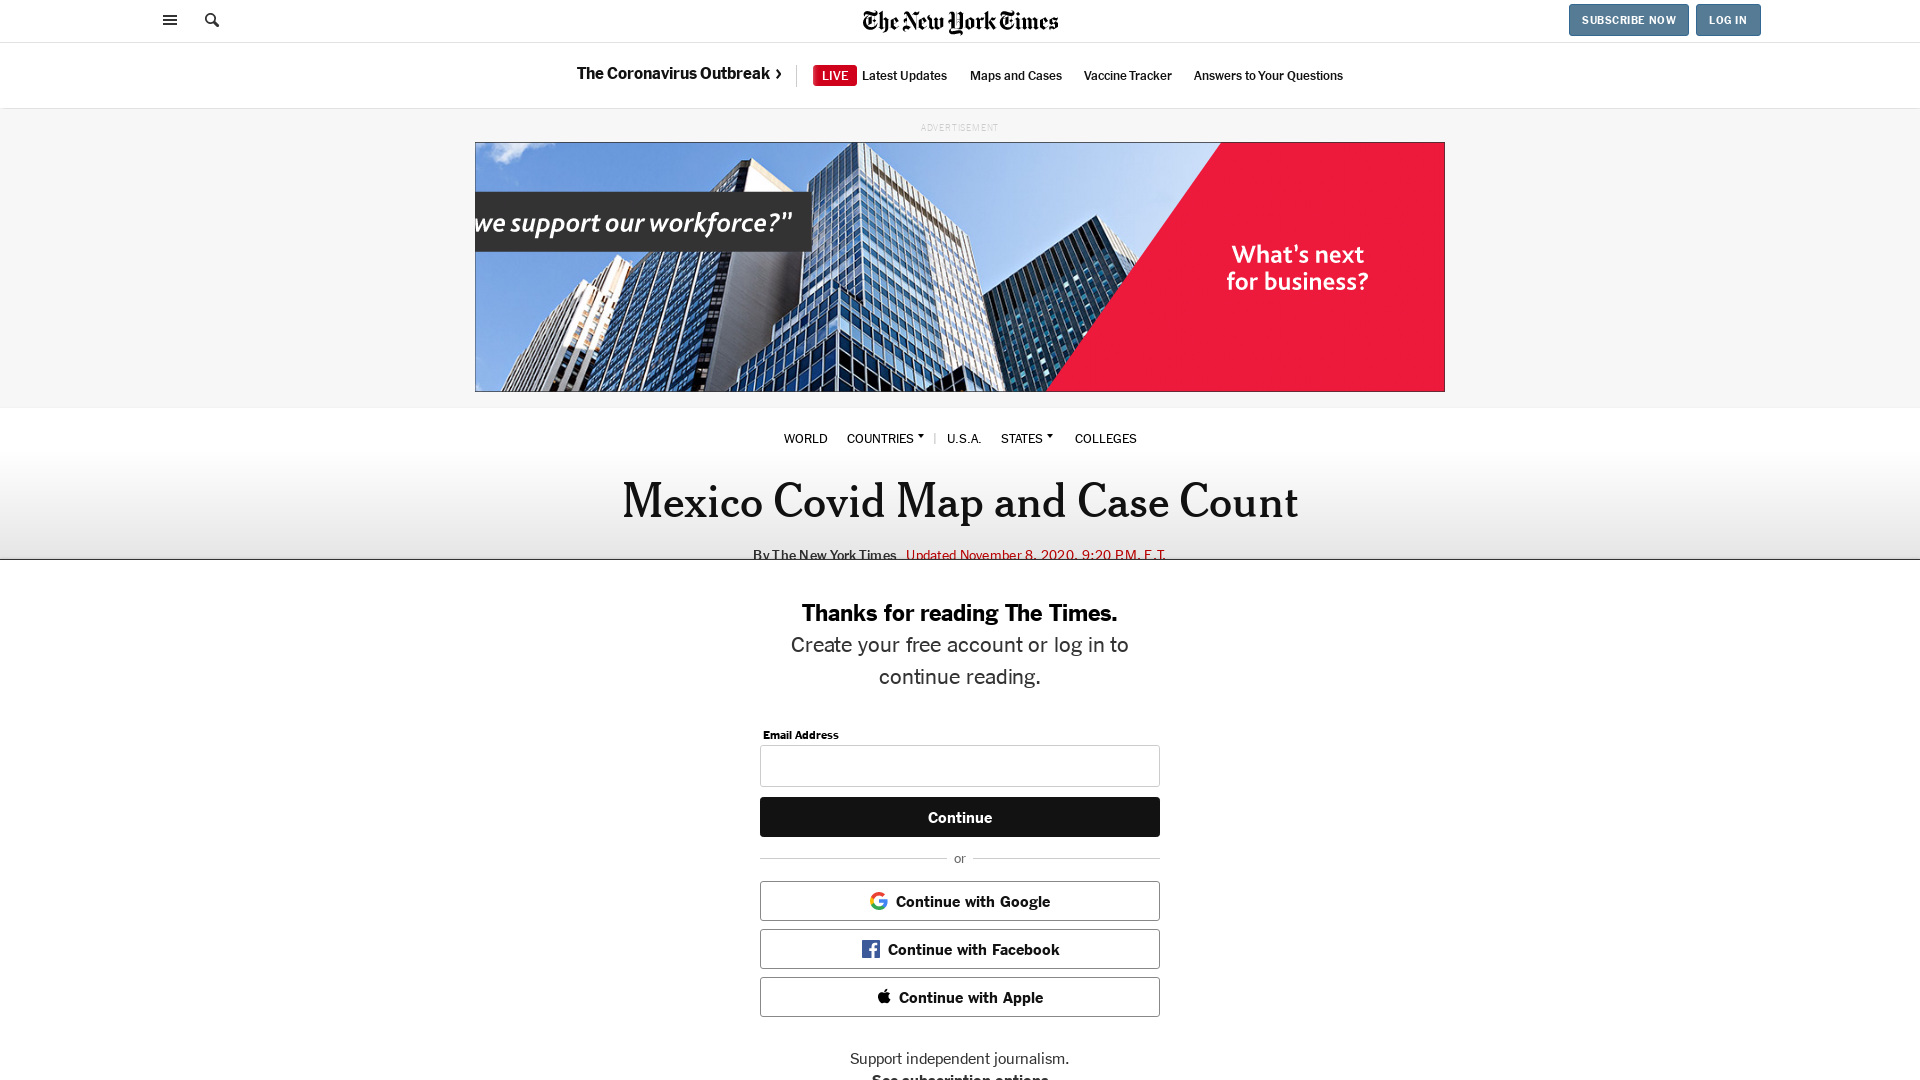 The New York Times
SUBSCRIBE NOW
LOG IN
The Coronavirus Outbreak ›
LIVE Latest Updates
Maps and Cases
Vaccine Tracker
Answers to Your Questions
ADVERTISEMENT
we support our workforce?”
What’s next
for business?
WORLD
COUNTRIES
U.S.A.
STATES
COLLEGES
Mexico Covid Map and Case Count
By The New York Times Updated November 8, 2020, 9:20 P.M. E.T.
Thanks for reading The Times.
Create your free account or log in to
continue reading.
Email Address
Continue
or
Continue with Google
Continue with Facebook
Continue with Apple
Support independent journalism.
See subscription options